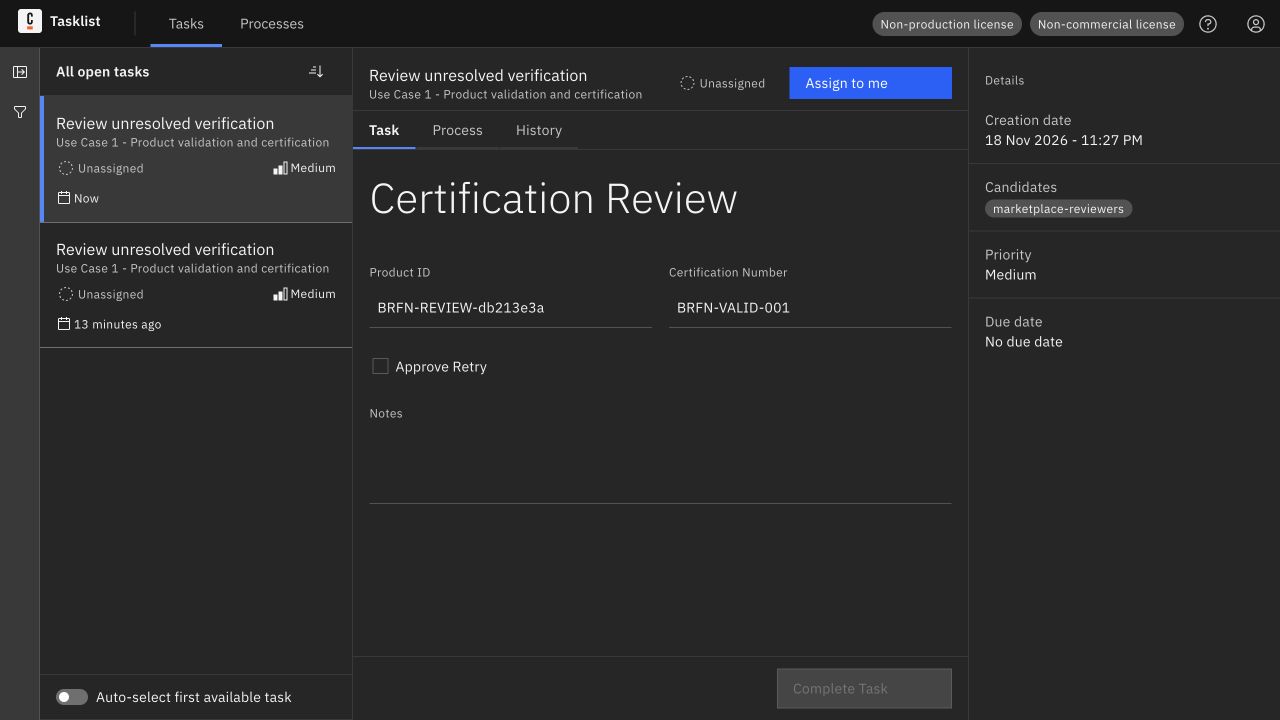 Tasklist
Tasks
Processes
Non-production license
Non-commercial license
All open tasks
Review unresolved verification
Use Case 1 - Product validation and certification
Unassigned
Medium
Now
Review unresolved verification
Use Case 1 - Product validation and certification
Unassigned
Medium
13 minutes ago
Auto-select first available task
Review unresolved verification
Use Case 1 - Product validation and certification
Unassigned
Assign to me
Task
Process
History
Certification Review
Product ID
Certification Number
BRFN-REVIEW-db213e3a
BRFN-VALID-001
Approve Retry
Notes
Complete Task
Details
Creation date
18 Nov 2026 - 11:27 PM
Candidates
marketplace-reviewers
Priority
Medium
Due date
No due date